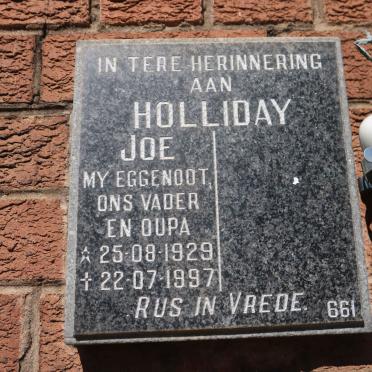 IN TERE HERINNERING
AAN
HOLLIDAY
JOE
MY EGGENOOT,
ONS VADER
EN OUPA
☆ 25-08-1929
✝ 22-07-1997
RUS IN VREDE.
661